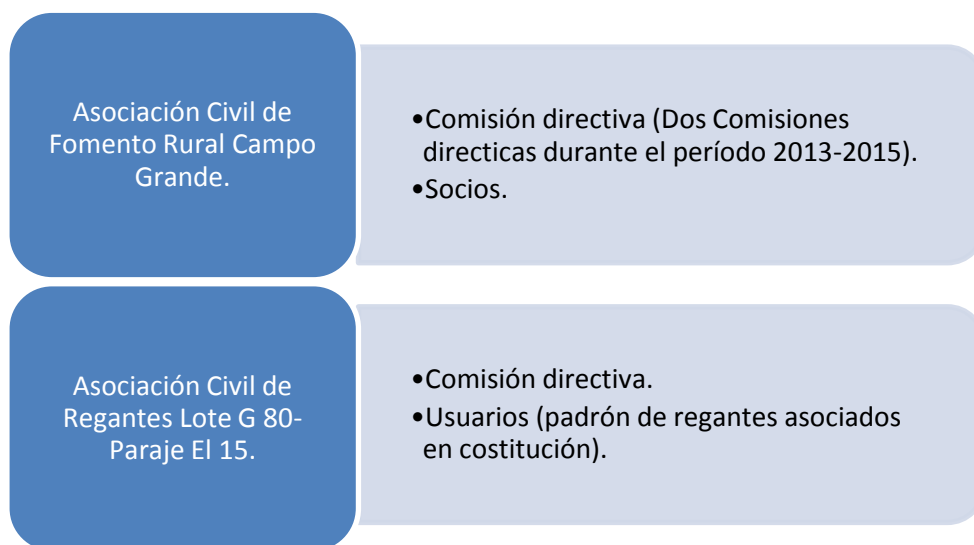 Asociación Civil de
Fomento Rural Campo
Grande.
•Comisión directiva (Dos Comisiones
directicas durante el período 2013-2015).
•Socios.
Asociación Civil de
Regantes Lote G 80-
Paraje El 15.
•Comisión directiva.
•Usuarios (padrón de regantes asociados
en costitución).